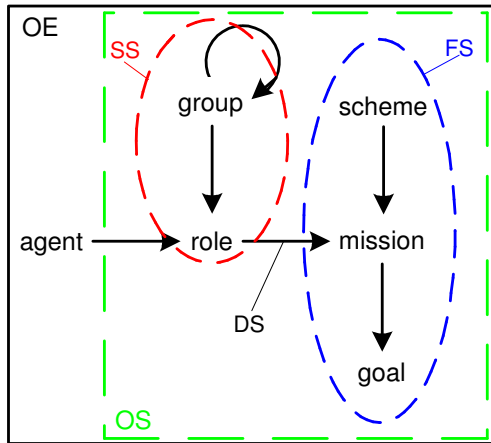 OE
SS
FS
group
scheme
agent
role
mission
DS
goal
OS